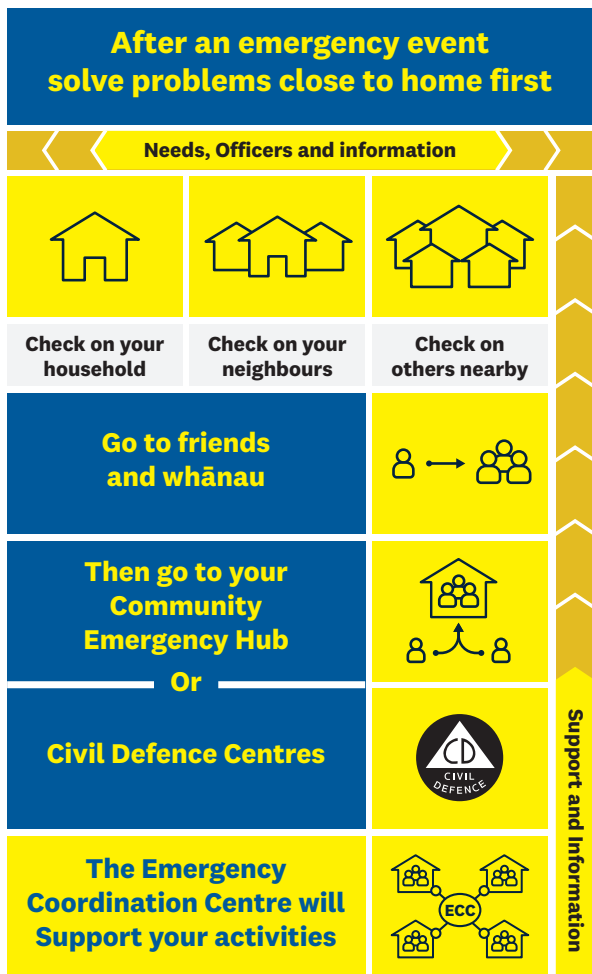 After an emergency event
solve problems close to home first
Needs, Officers and information
Check on your
household
Check on your
neighbours
Check on
others nearby
Go to friends
and whānau
Then go to your
Community
Emergency Hub
Or
Civil Defence Centres
CD
CIVIL
DEFENCE
The Emergency
Coordination Centre will
Support your activities
ECC
Support and Information